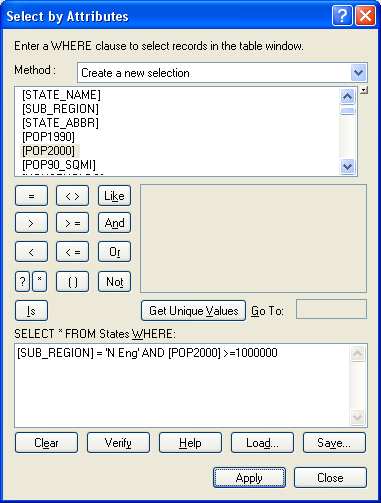 Select by Attributes
Enter a WHERE clause to select records in the table window.
Method : Create a new selection
[STATE_NAME]
[SUB_REGION]
[STATE_ABBR]
[POP1990]
[POP2000]
[POP90_SQMI]
= < > Like
> > = And
< < = Or
? * ( ) Not
Is Get Unique Values Go To:
SELECT * FROM States WHERE:
[SUB_REGION] = 'N Eng' AND [POP2000] >=1000000
Clear Verify Help Load... Save...
Apply Close